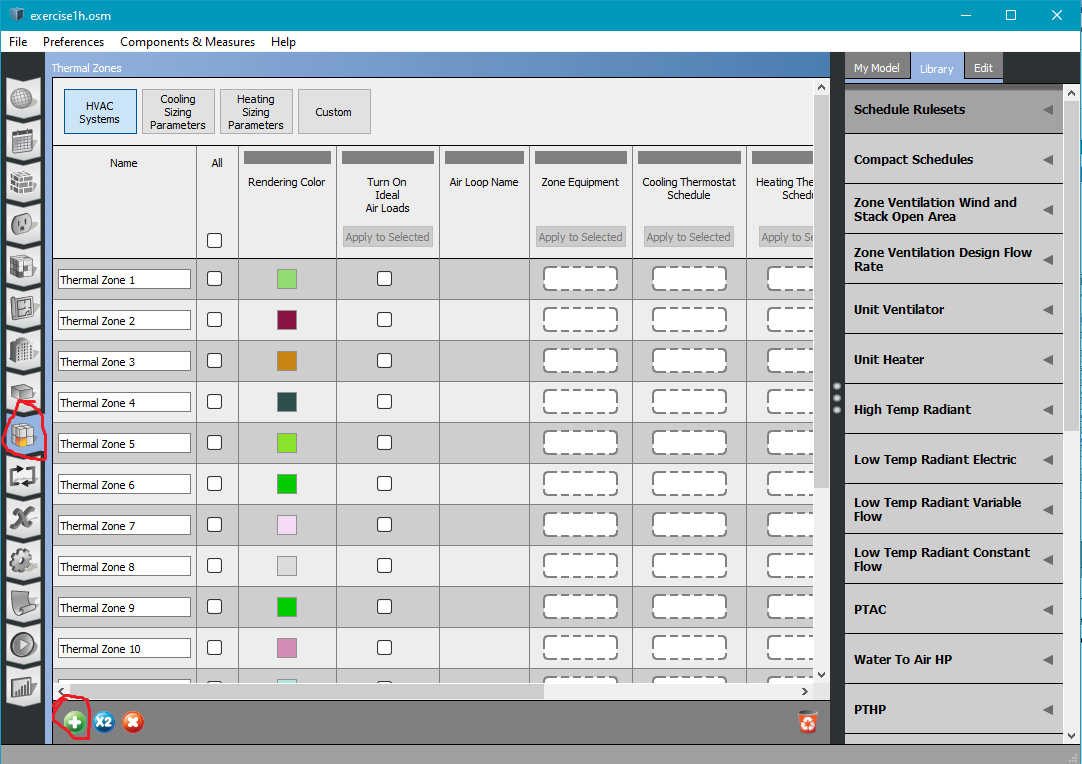 exercise1h.osm
File Preferences Components & Measures Help
Thermal Zones
HVAC
Systems
Cooling
Sizing
Parameters
Heating
Sizing
Parameters
Custom
Name
All
Rendering Color
Turn On
Ideal
Air Loads
Apply to Selected
Air Loop Name
Zone Equipment
Apply to Selected
Cooling Thermostat
Schedule
Apply to Selected
Heating The
Schedu
Apply to Se
Thermal Zone 1
Thermal Zone 2
Thermal Zone 3
Thermal Zone 4
Thermal Zone 5
Thermal Zone 6
Thermal Zone 7
Thermal Zone 8
Thermal Zone 9
Thermal Zone 10
X2
My Model Library Edit
Schedule Rulesets
Compact Schedules
Zone Ventilation Wind and
Stack Open Area
Zone Ventilation Design Flow
Rate
Unit Ventilator
Unit Heater
High Temp Radiant
Low Temp Radiant Electric
Low Temp Radiant Variable
Flow
Low Temp Radiant Constant
Flow
PTAC
Water To Air HP
PTHP